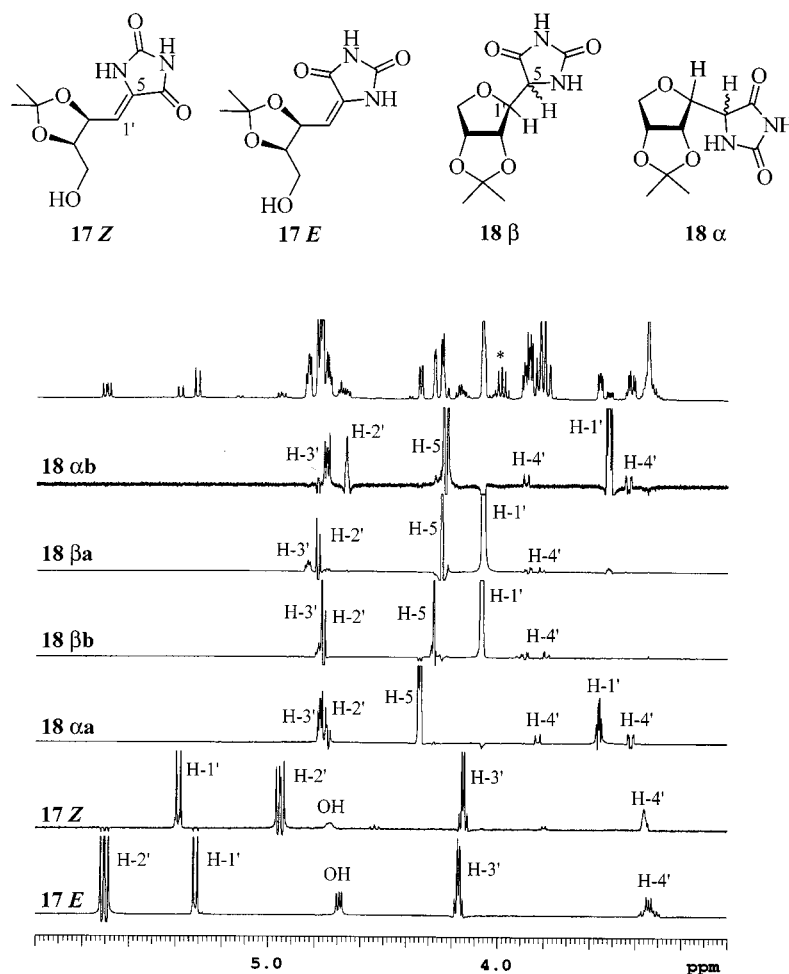 O
H
N
HN
5
NH
O
O
O
1'
HO
17 Z
O
H
N
O
NH
O
O
HO
17 E
O
H
N
O
5
NH
O
H
1'
H
O
O
18 β
O
H
H
O
NH
HN
O
O
O
18 α
*
18 αb
H-3'
H-2'
H-5
H-1'
H-4'
H-4'
18 βa
H-3'
H-2'
H-5
H-1'
H-4'
18 βb
H-3'
H-2'
H-5
H-1'
H-4'
18 αa
H-3'
H-2'
H-5
H-4'
H-1'
H-4'
17 Z
H-1'
H-2'
OH
H-3'
H-4'
17 E
H-2'
H-1'
OH
H-3'
H-4'
5.0
4.0
ppm